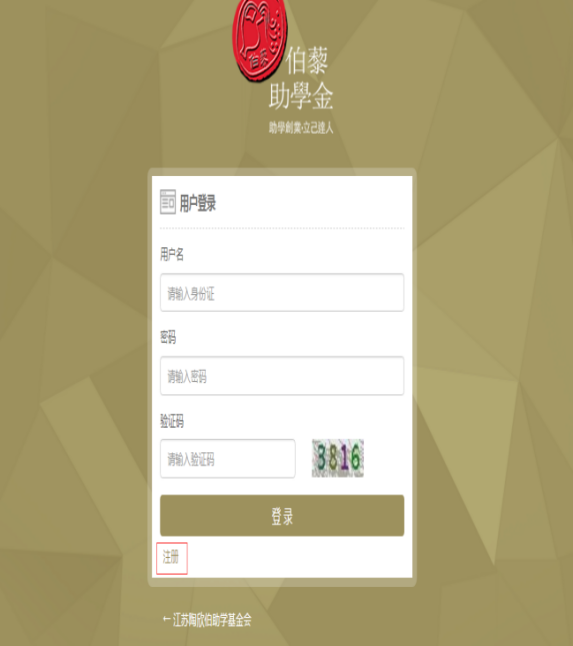 伯藜
助學金
助學創業·立己達人
用户登录
用户名
请输入身份证
密码
请输入密码
验证码
请输入验证码
3816
登录
注册
← 江苏陶欣伯助学基金会